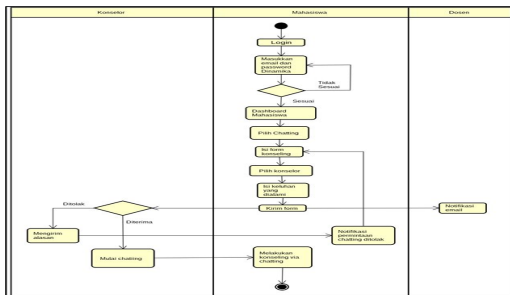 Konselor
Mahasiswa
Dosen
Login
Masukkan
email dan
password
Dinamika
Tidak
Sesuai
Sesuai
Dashboard
Mahasiswa
Pilih Chatting
Isi form
konseling
Pilih konselor
Isi keluhan
yang
dialami
Kirim form
Notifikasi
email
Ditolak
Diterima
Mengirim
alasan
Notifikasi
permintaan
chatting ditolak
Mulai chatting
Melakukan
konseling via
chatting